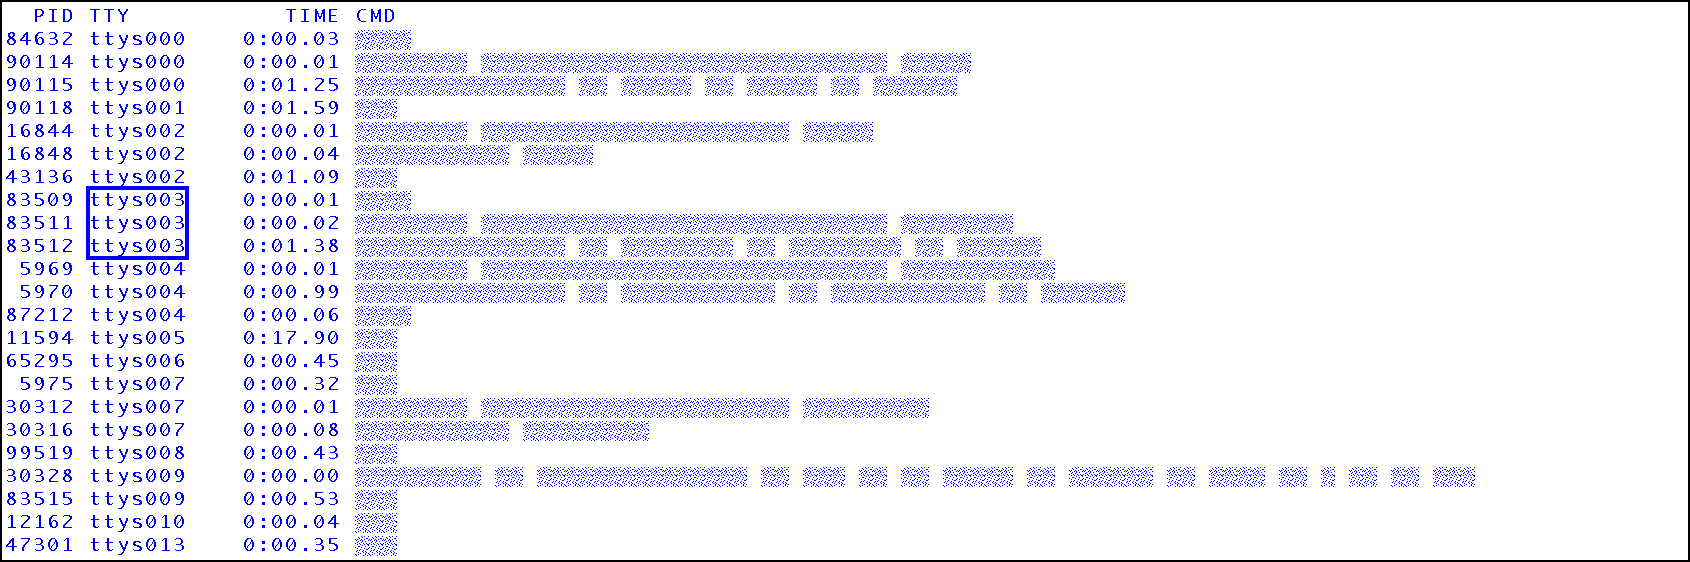 PID TTY TIME CMD
84632 ttys000 0:00.03
90114 ttys000 0:00.01
90115 ttys000 0:01.25
90118 ttys001 0:01.59
16844 ttys002 0:00.01
16848 ttys002 0:00.04
43136 ttys002 0:01.09
83509 ttys003 0:00.01
83511 ttys003 0:00.02
83512 ttys003 0:01.38
5969 ttys004 0:00.01
5970 ttys004 0:00.99
87212 ttys004 0:00.06
11594 ttys005 0:17.90
65295 ttys006 0:00.45
5975 ttys007 0:00.32
30312 ttys007 0:00.01
30316 ttys007 0:00.08
99519 ttys008 0:00.43
30328 ttys009 0:00.00
83515 ttys009 0:00.53
12162 ttys010 0:00.04
47301 ttys013 0:00.35